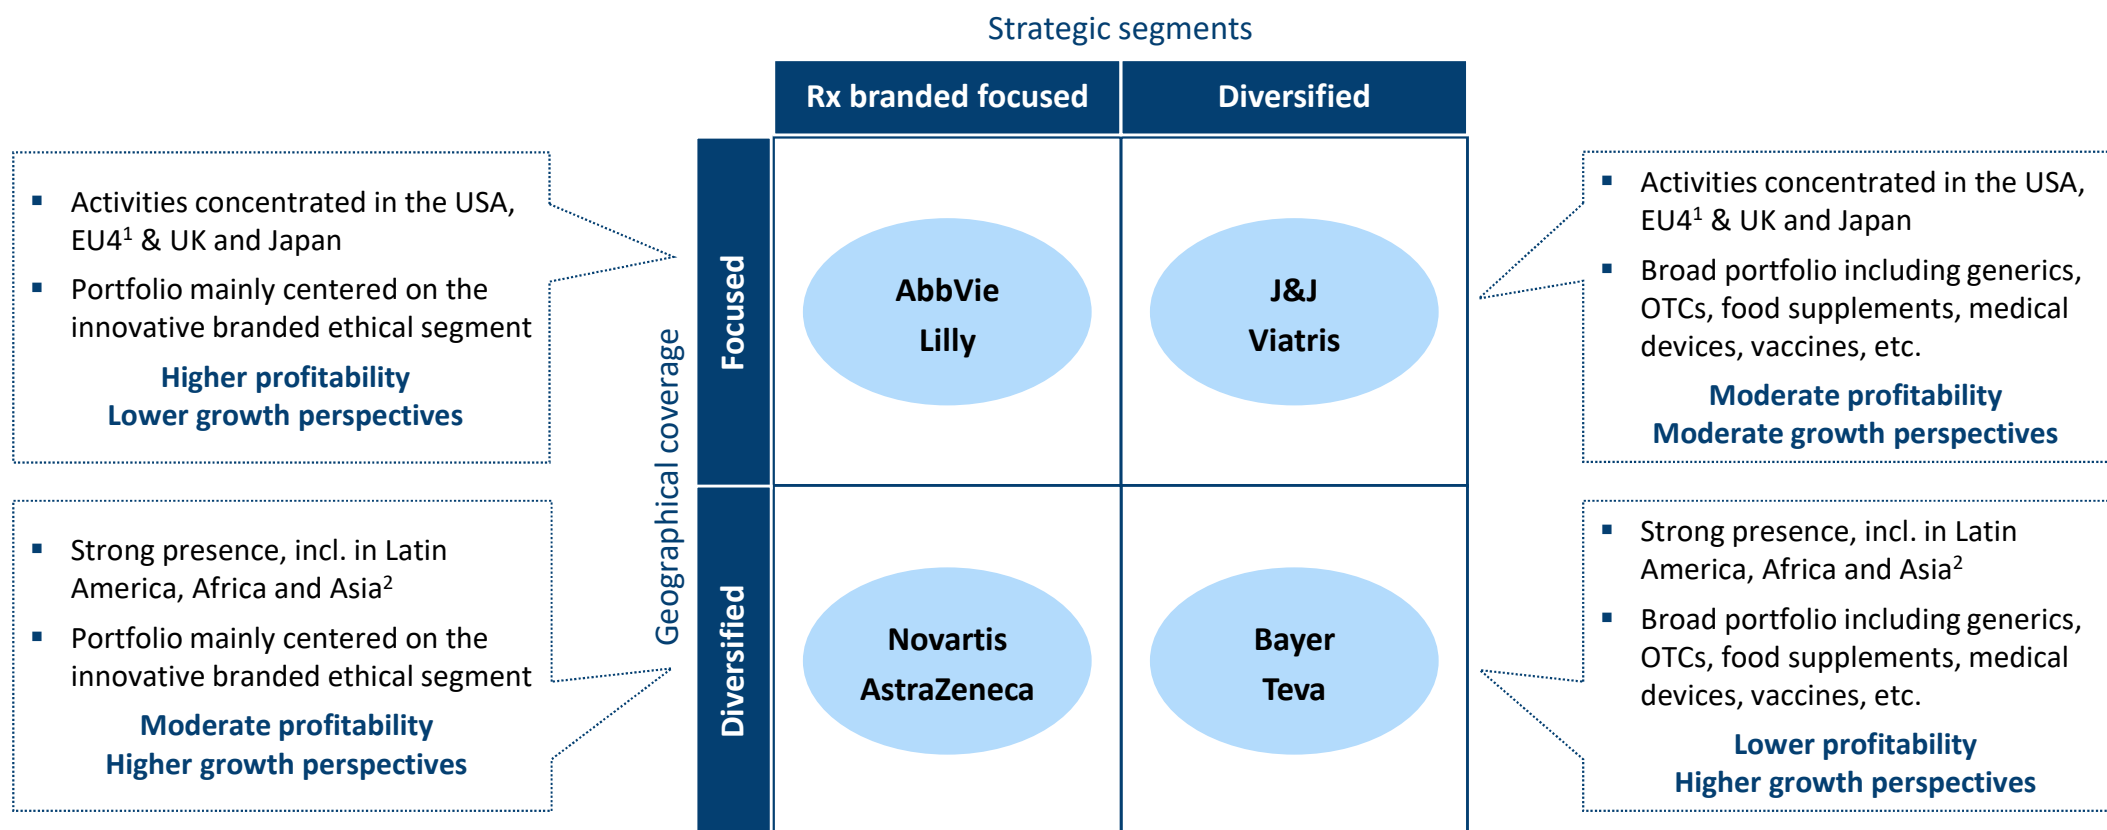 Strategic segments
Rx branded focused
Diversified
▪ Activities concentrated in the USA,
EU4¹ & UK and Japan
▪ Portfolio mainly centered on the
innovative branded ethical segment
Higher profitability
Lower growth perspectives
Geographical coverage
Focused
AbbVie
Lilly
J&J
Viatris
▪ Activities concentrated in the USA,
EU4¹ & UK and Japan
▪ Broad portfolio including generics,
OTCs, food supplements, medical
devices, vaccines, etc.
Moderate profitability
Moderate growth perspectives
▪ Strong presence, incl. in Latin
America, Africa and Asia²
▪ Portfolio mainly centered on the
innovative branded ethical segment
Moderate profitability
Higher growth perspectives
Diversified
Novartis
AstraZeneca
Bayer
Teva
▪ Strong presence, incl. in Latin
America, Africa and Asia²
▪ Broad portfolio including generics,
OTCs, food supplements, medical
devices, vaccines, etc.
Lower profitability
Higher growth perspectives